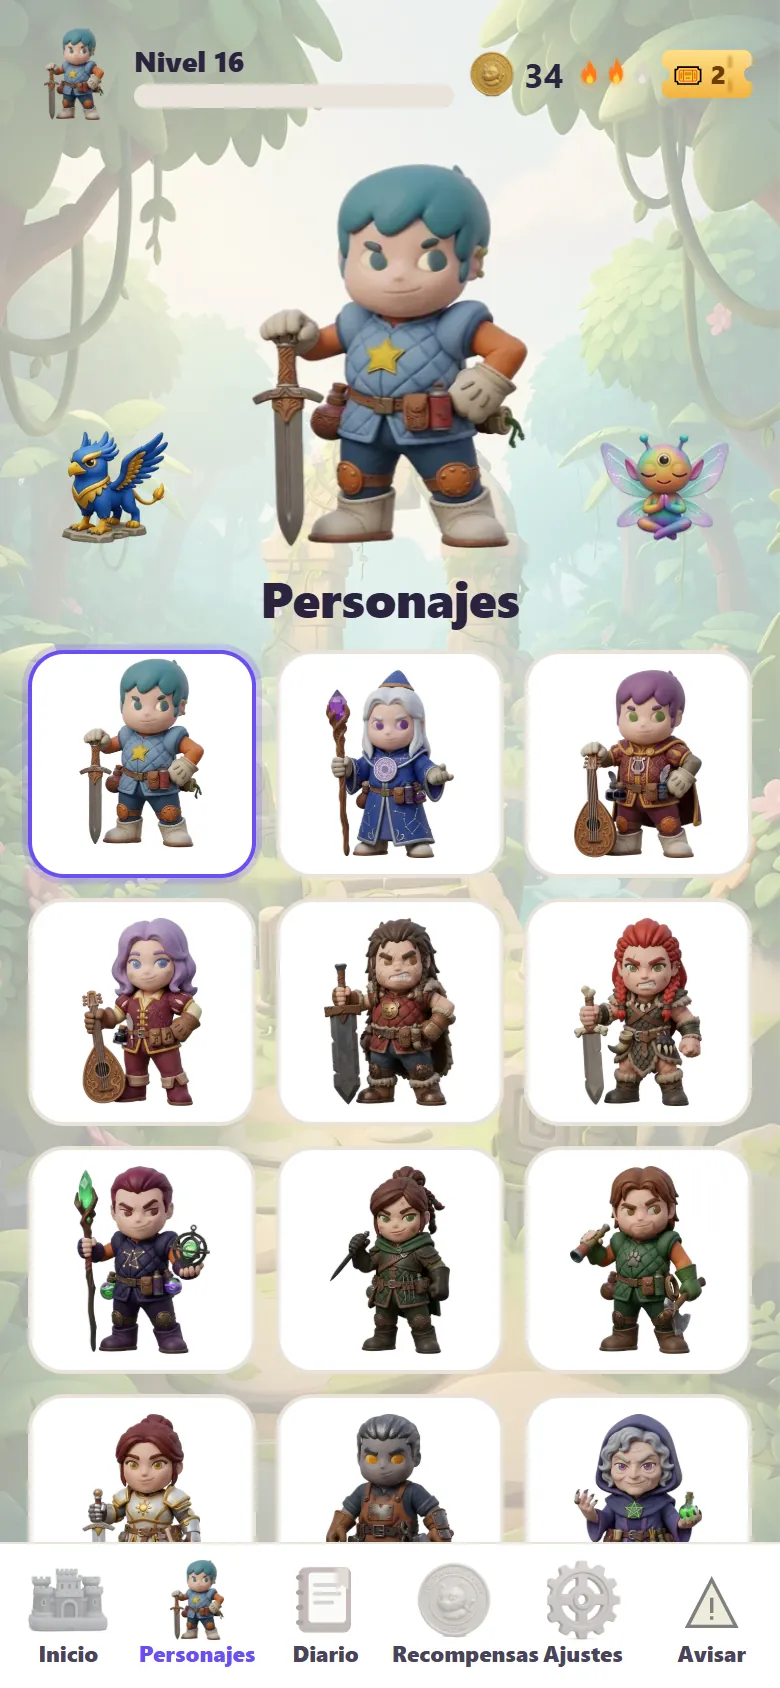 Nivel 16
34
2
Personajes
Inicio
Personajes
Diario
Recompensas
Ajustes
Avisar